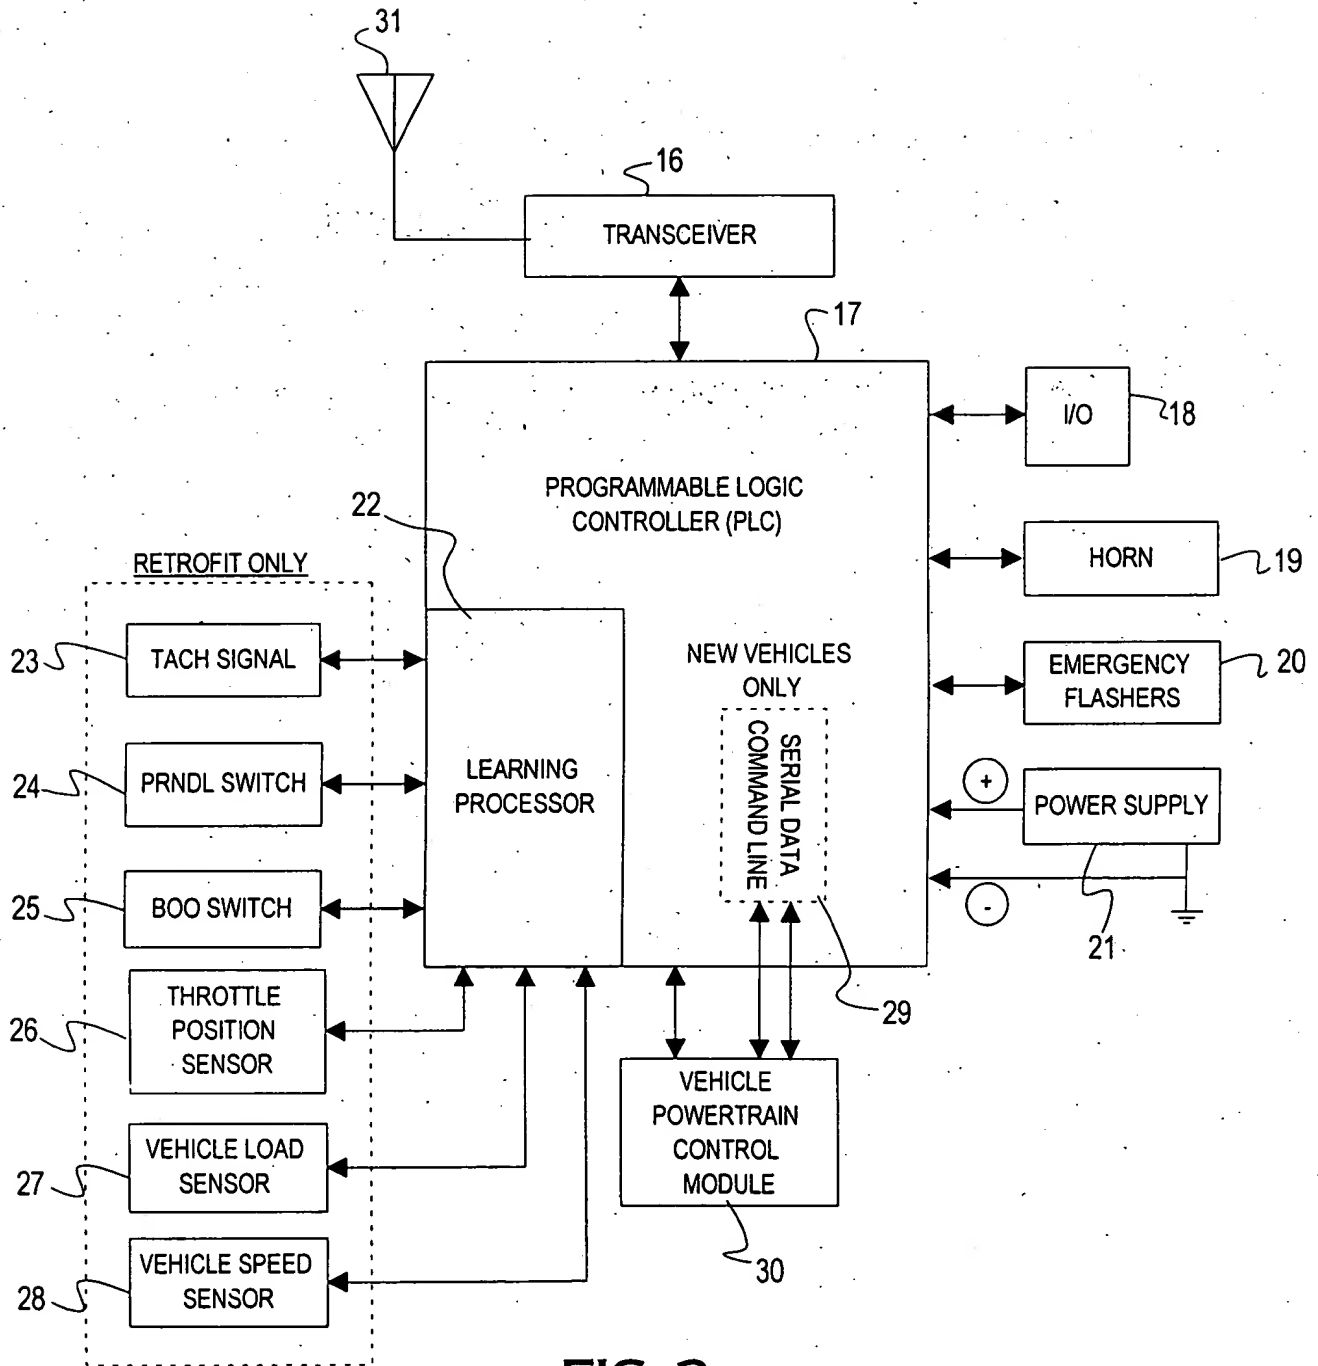 31
16
TRANSCEIVER
17
I/O
18
PROGRAMMABLE LOGIC
CONTROLLER (PLC)
22
HORN
19
RETROFIT ONLY
23
TACH SIGNAL
NEW VEHICLES
ONLY
EMERGENCY
FLASHERS
20
24
PRNDL SWITCH
LEARNING
PROCESSOR
SERIAL DATA
COMMAND LINE
+
POWER SUPPLY
25
BOO SWITCH
-
21
26
THROTTLE
POSITION
SENSOR
29
VEHICLE
POWERTRAIN
CONTROL
MODULE
27
VEHICLE LOAD
SENSOR
30
28
VEHICLE SPEED
SENSOR